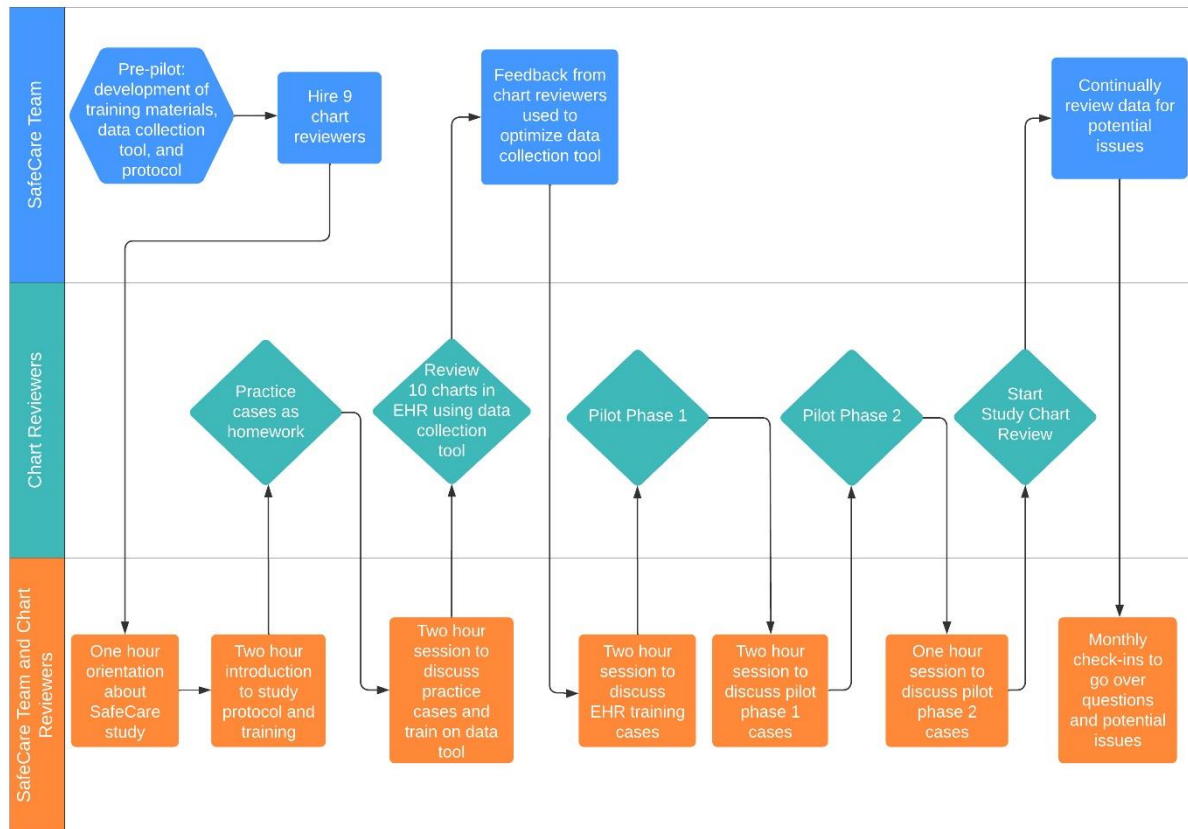 SafeCare Team
Pre-pilot:
development of
training materials,
data collection
tool, and
protocol
Hire 9
chart
reviewers
Feedback from
chart reviewers
used to
optimize data
collection tool
Continually
review data for
potential
issues
Chart Reviewers
Practice
cases as
homework
Review
10 charts in
EHR using data
collection
tool
Pilot Phase 1
Pilot Phase 2
Start
Study Chart
Review
SafeCare Team and Chart
Reviewers
One hour
orientation
about
SafeCare
study
Two hour
introduction
to study
protocol and
training
Two hour
session to
discuss
practice
cases and
train on data
tool
Two hour
session to
discuss
EHR training
cases
Two hour
session to
discuss pilot
phase 1
cases
One hour
session to
discuss pilot
phase 2
cases
Monthly
check-ins to
go over
questions
and potential
issues